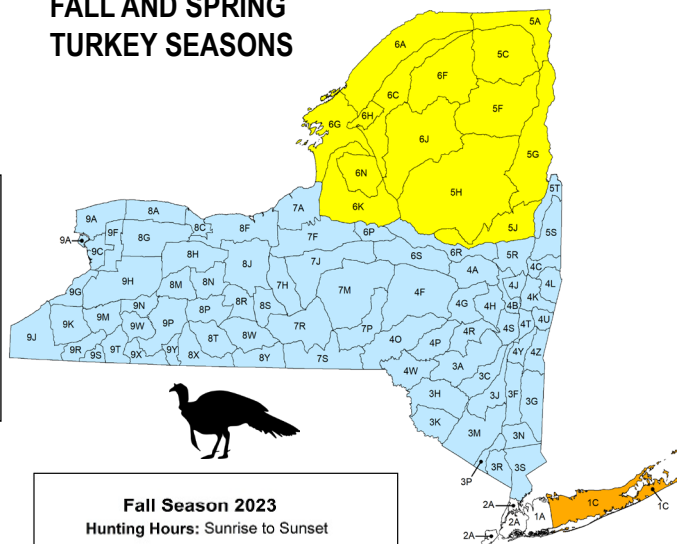 FALL AND SPRING
TURKEY SEASONS
5A
6A
5C
6F
6C
5F
6H
6G
6J
5G
6N
5H
5T
6K
7A
9A
8A
5J
5S
8C
8F
6P
9F
8G
7F
9A
9C
6R
5R
8H
6S
7J
8J
4A
4C
9H
8M
8N
7H
7M
4F
4J
4L
9G
4K
8R
8S
4G
4H
4B
9N
8P
9M
4U
9K
9W
9P
7R
7P
4R
4S
4T
9J
8T
8W
4O
4P
9R
9S
9T
9X
9Y
8X
8Y
7S
4Y
4Z
4W
3A
3C
3H
3J
3F
3G
3K
3M
3N
3R
3S
3P
2A
1C
1C
2A
1A
2A
Fall Season 2023
Hunting Hours: Sunrise to Sunset